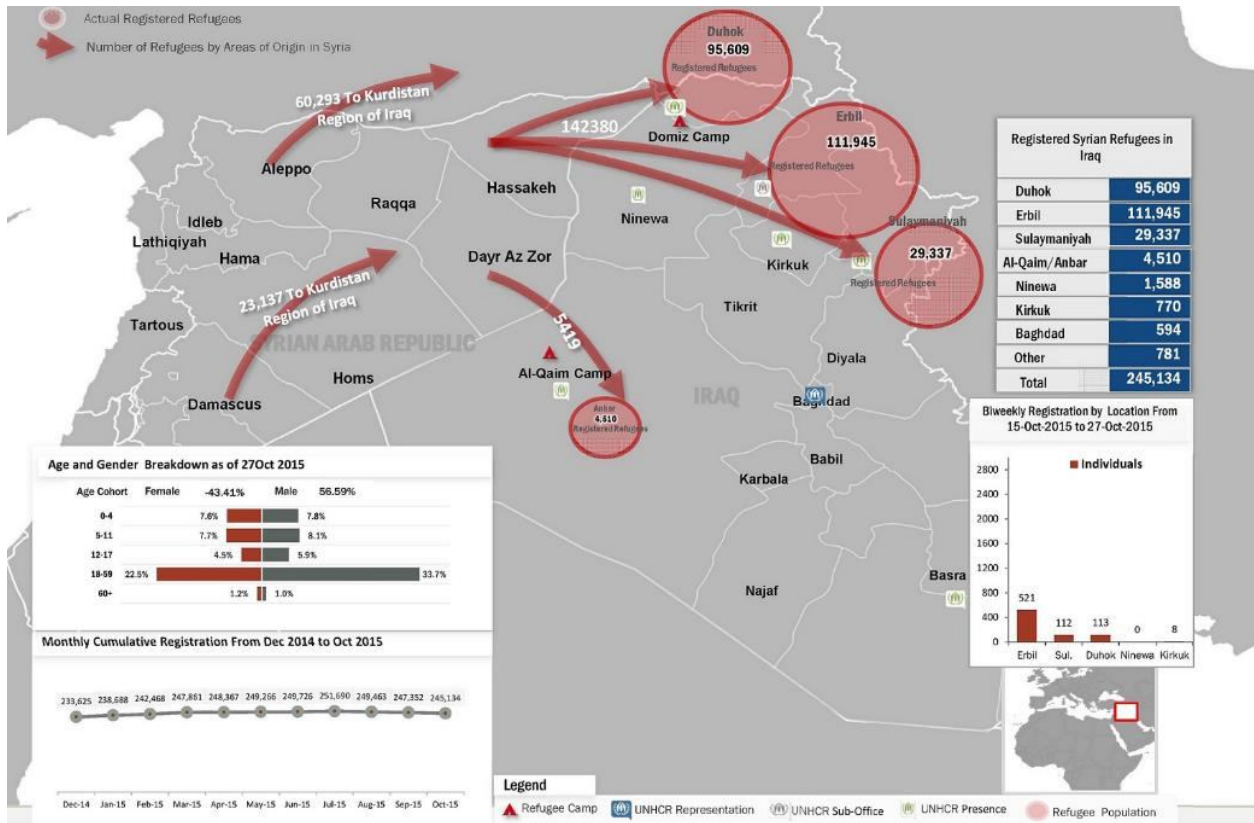 Actual Registered Refugees
Number of Refugees by Areas of Origin in Syria
60,293 To Kurdistan
Region of Iraq
23,137 To Kurdistan
Region of Iraq
142380
5419
Duhok
95,609
Registered Refugees
Domiz Camp
Erbil
111,945
Registered Refugees
Sulaymaniyah
29,337
Registered Refugees
Aleppo
Hassakeh
Raqqa
Ninewa
Idleb
Lathiqiyah
Hama
Dayr Az Zor
Kirkuk
Tikrit
Tartous
SYRIAN ARAB REPUBLIC
Homs
Damascus
Al-Qaim Camp
Anbar
4,510
Registered Refugees
IRAQ
Diyala
Baghdad
Babil
Karbala
Najaf
Basra
Registered Syrian Refugees in
Iraq
Duhok 95,609
Erbil 111,945
Sulaymaniyah 29,337
Al-Qaim/Anbar 4,510
Ninewa 1,588
Kirkuk 770
Baghdad 594
Other 781
Total 245,134
Biweekly Registration by Location From
15-Oct-2015 to 27-Oct-2015
Individuals
2800
2400
2000
1600
1200
800
400
0
521 112 113 0 8
Erbil Sul. Duhok Ninewa Kirkuk
Age and Gender Breakdown as of 27Oct 2015
Age Cohort Female -43.41% Male 56.59%
0-4 7.6% 7.8%
5-11 7.7% 8.1%
12-17 4.5% 5.9%
18-59 22.5% 33.7%
60+ 1.2% 1.0%
Monthly Cumulative Registration From Dec 2014 to Oct 2015
233,625 238,688 242,468 247,861 248,367 249,266 249,726 251,690 249,463 247,352 245,134
Dec-14 Jan-15 Feb-15 Mar-15 Apr-15 May-15 Jun-15 Jul-15 Aug-15 Sep-15 Oct-15
Legend
Refugee Camp UNHCR Representation UNHCR Sub-Office UNHCR Presence Refugee Population